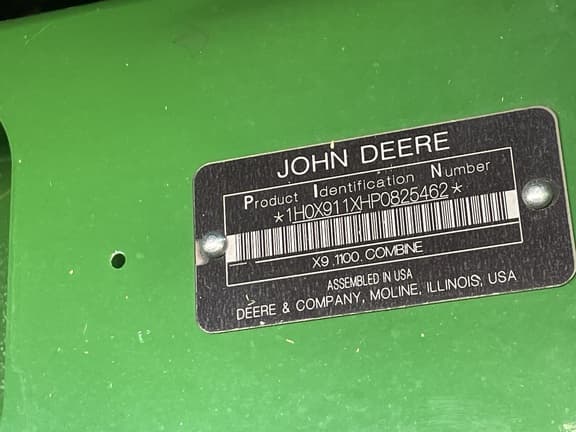 JOHN DEERE
Product Identification Number
*1H0X911XHP0825462*
X9 .1100. COMBINE
ASSEMBLED IN USA
DEERE & COMPANY, MOLINE, ILLINOIS, USA